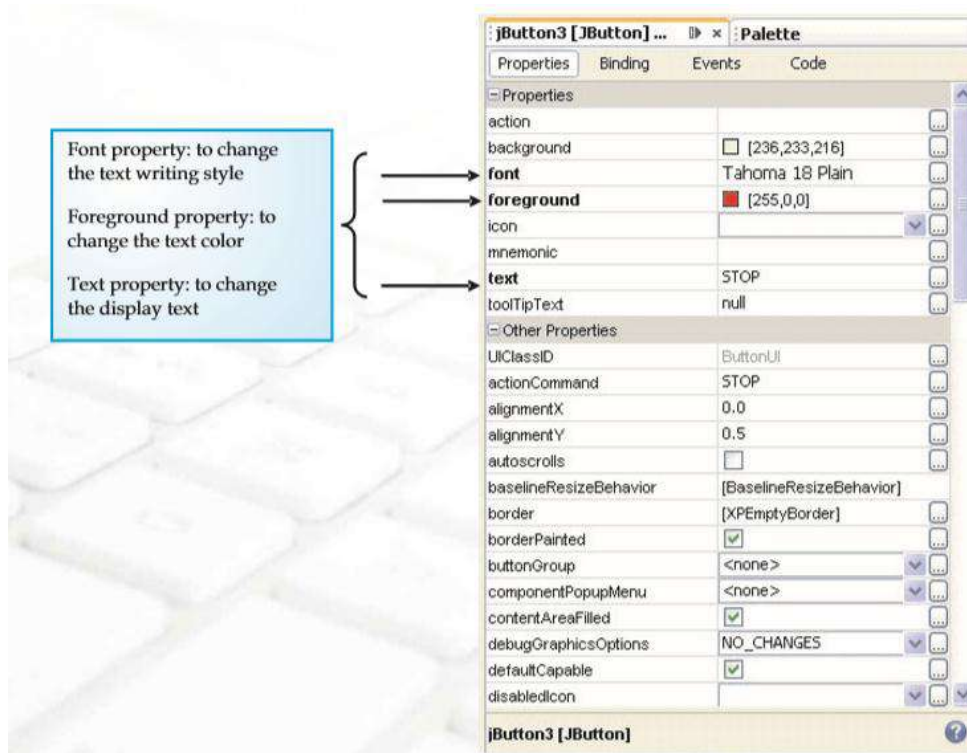 jButton3 [JButton] ... Palette
Properties Binding Events Code
Properties
action
background [236,233,216]
font Tahoma 18 Plain
foreground [255,0,0]
icon
mnemonic
text STOP
toolTipText null
Other Properties
UIClassID ButtonUI
actionCommand STOP
alignmentX 0.0
alignmentY 0.5
autoscrolls
baselineResizeBehavior [BaselineResizeBehavior]
border [XPEmptyBorder]
borderPainted
buttonGroup <none>
componentPopupMenu <none>
contentAreaFilled
debugGraphicsOptions NO_CHANGES
defaultCapable
disabledIcon
jButton3 [JButton]
Font property: to change
the text writing style
Foreground property: to
change the text color
Text property: to change
the display text